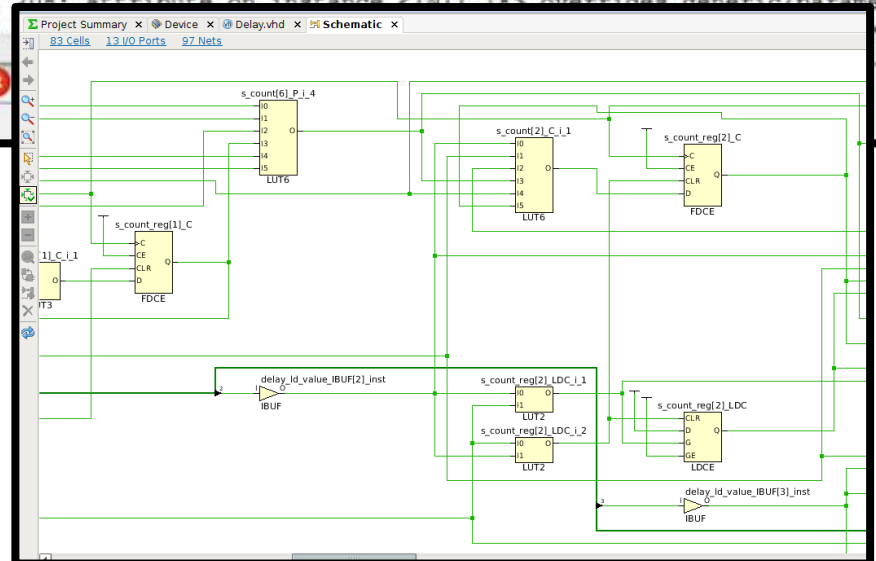 Project Summary × Device × Delay.vhd × Schematic ×
83 Cells 13 I/O Ports 97 Nets
s_count[6]_P_i_4
I0
I1
I2 O
I3
I4
I5
LUT6
s_count[2]_C_i_1
I0
I1
I2 O
I3
I4
I5
LUT6
s_count_reg[2]_C
C
CE
CLR Q
D
FDCE
s_count_reg[1]_C
C
CE
CLR Q
D
FDCE
1]_C_i_1
O
T3
delay_ld_value_IBUF[2]_inst
2 I O
IBUF
s_count_reg[2]_LDC_i_1
I0 O
I1
LUT2
s_count_reg[2]_LDC_i_2
I0 O
I1
LUT2
s_count_reg[2]_LDC
CLR
D Q
G
GE
LDCE
delay_ld_value_IBUF[3]_inst
3 I O
IBUF